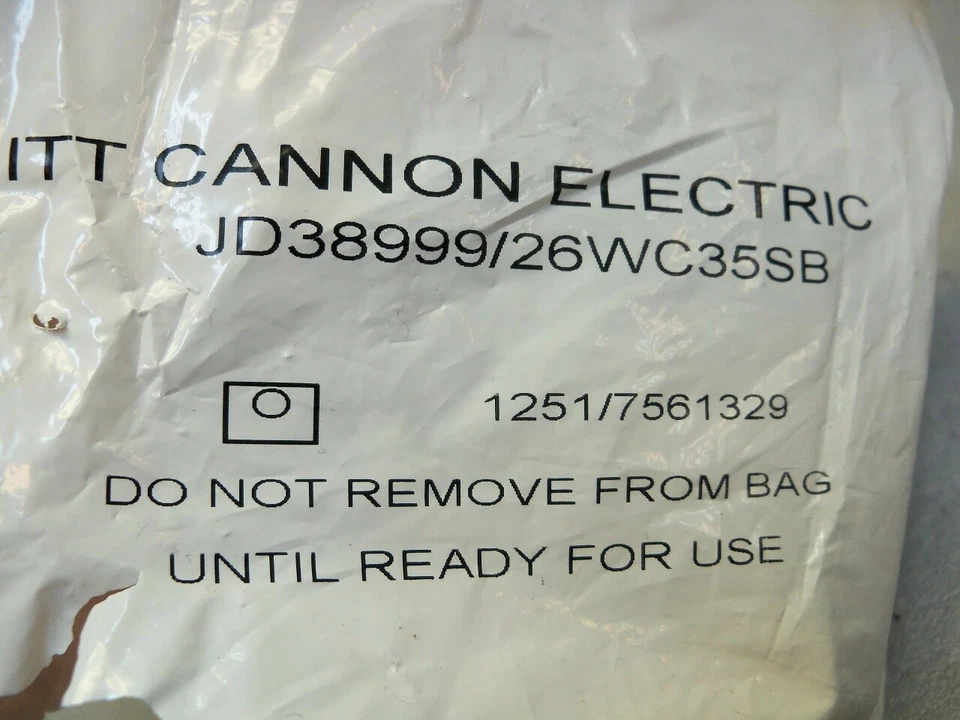 ITT CANNON ELECTRIC
JD38999/26WC35SB
O
1251/7561329
DO NOT REMOVE FROM BAG
UNTIL READY FOR USE